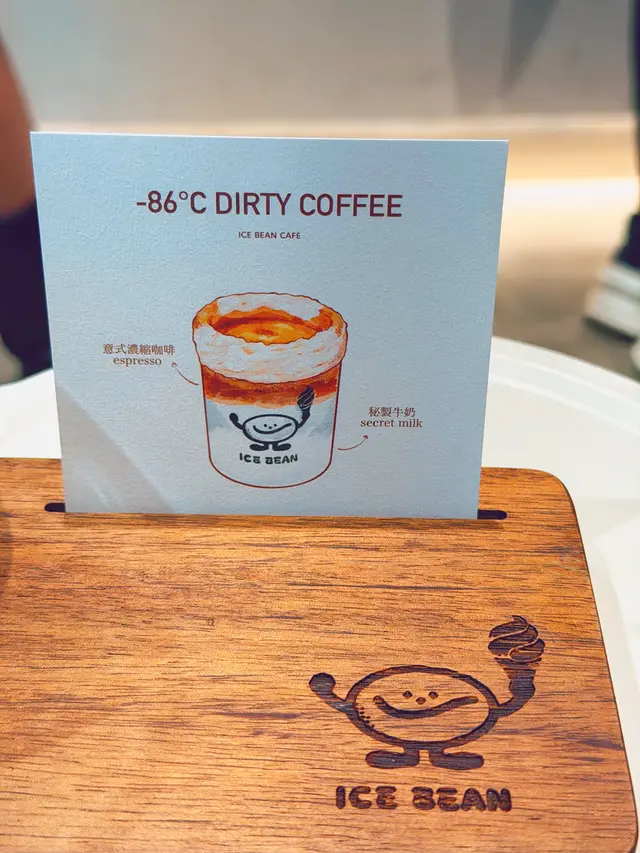 -86°C DIRTY COFFEE
ICE BEAN CAFE
意式濃縮咖啡
espresso
秘製牛奶
secret milk
ICE BEAN
ICE BEAN